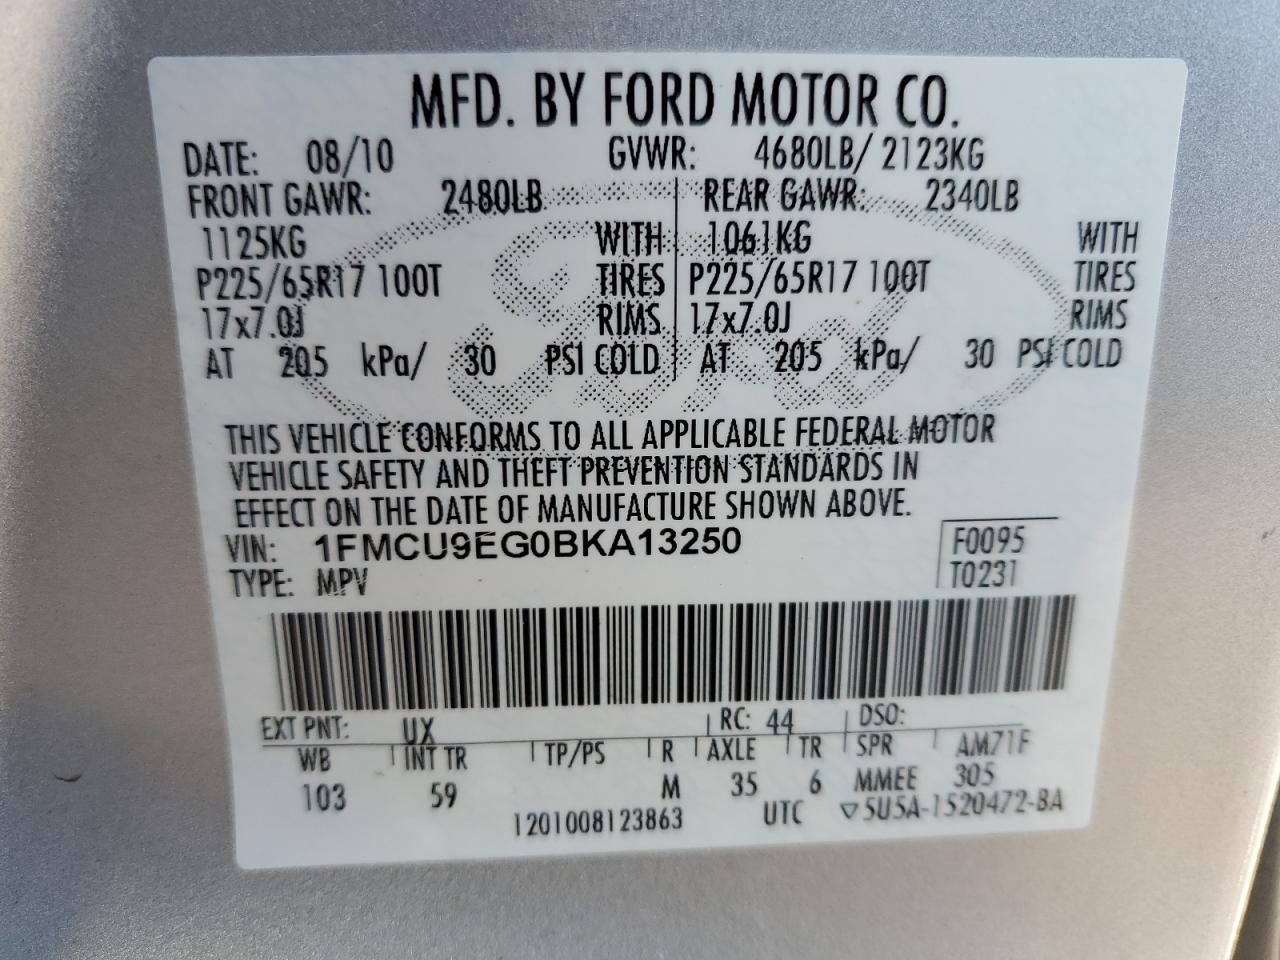 MFD. BY FORD MOTOR CO.
DATE: 08/10 GVWR: 4680LB/ 2123KG
FRONT GAWR: 2480LB REAR GAWR: 2340LB
1125KG WITH 1061KG WITH
P225/65R17 100T TIRES P225/65R17 100T TIRES
17x7.0J RIMS 17x7.0J RIMS
AT 205 kPa/ 30 PSI COLD AT 205 kPa/ 30 PSI COLD
Ford
THIS VEHICLE CONFORMS TO ALL APPLICABLE FEDERAL MOTOR
VEHICLE SAFETY AND THEFT PREVENTION STANDARDS IN
EFFECT ON THE DATE OF MANUFACTURE SHOWN ABOVE.
VIN: 1FMCU9EG0BKA13250 F0095
TYPE: MPV T0231
EXT PNT: UX RC: 44 DSO:
WB INT TR TP/PS R AXLE TR SPR AM71F
103 59 M 35 6 MMEE 305
1201008123863 UTC ▽5U5A-1520472-BA